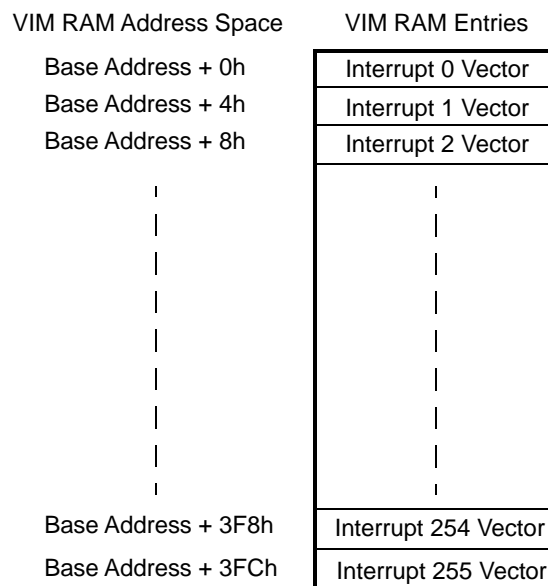 VIM RAM Address Space VIM RAM Entries
Base Address + 0h Interrupt 0 Vector
Base Address + 4h Interrupt 1 Vector
Base Address + 8h Interrupt 2 Vector
Base Address + 3F8h Interrupt 254 Vector
Base Address + 3FCh Interrupt 255 Vector